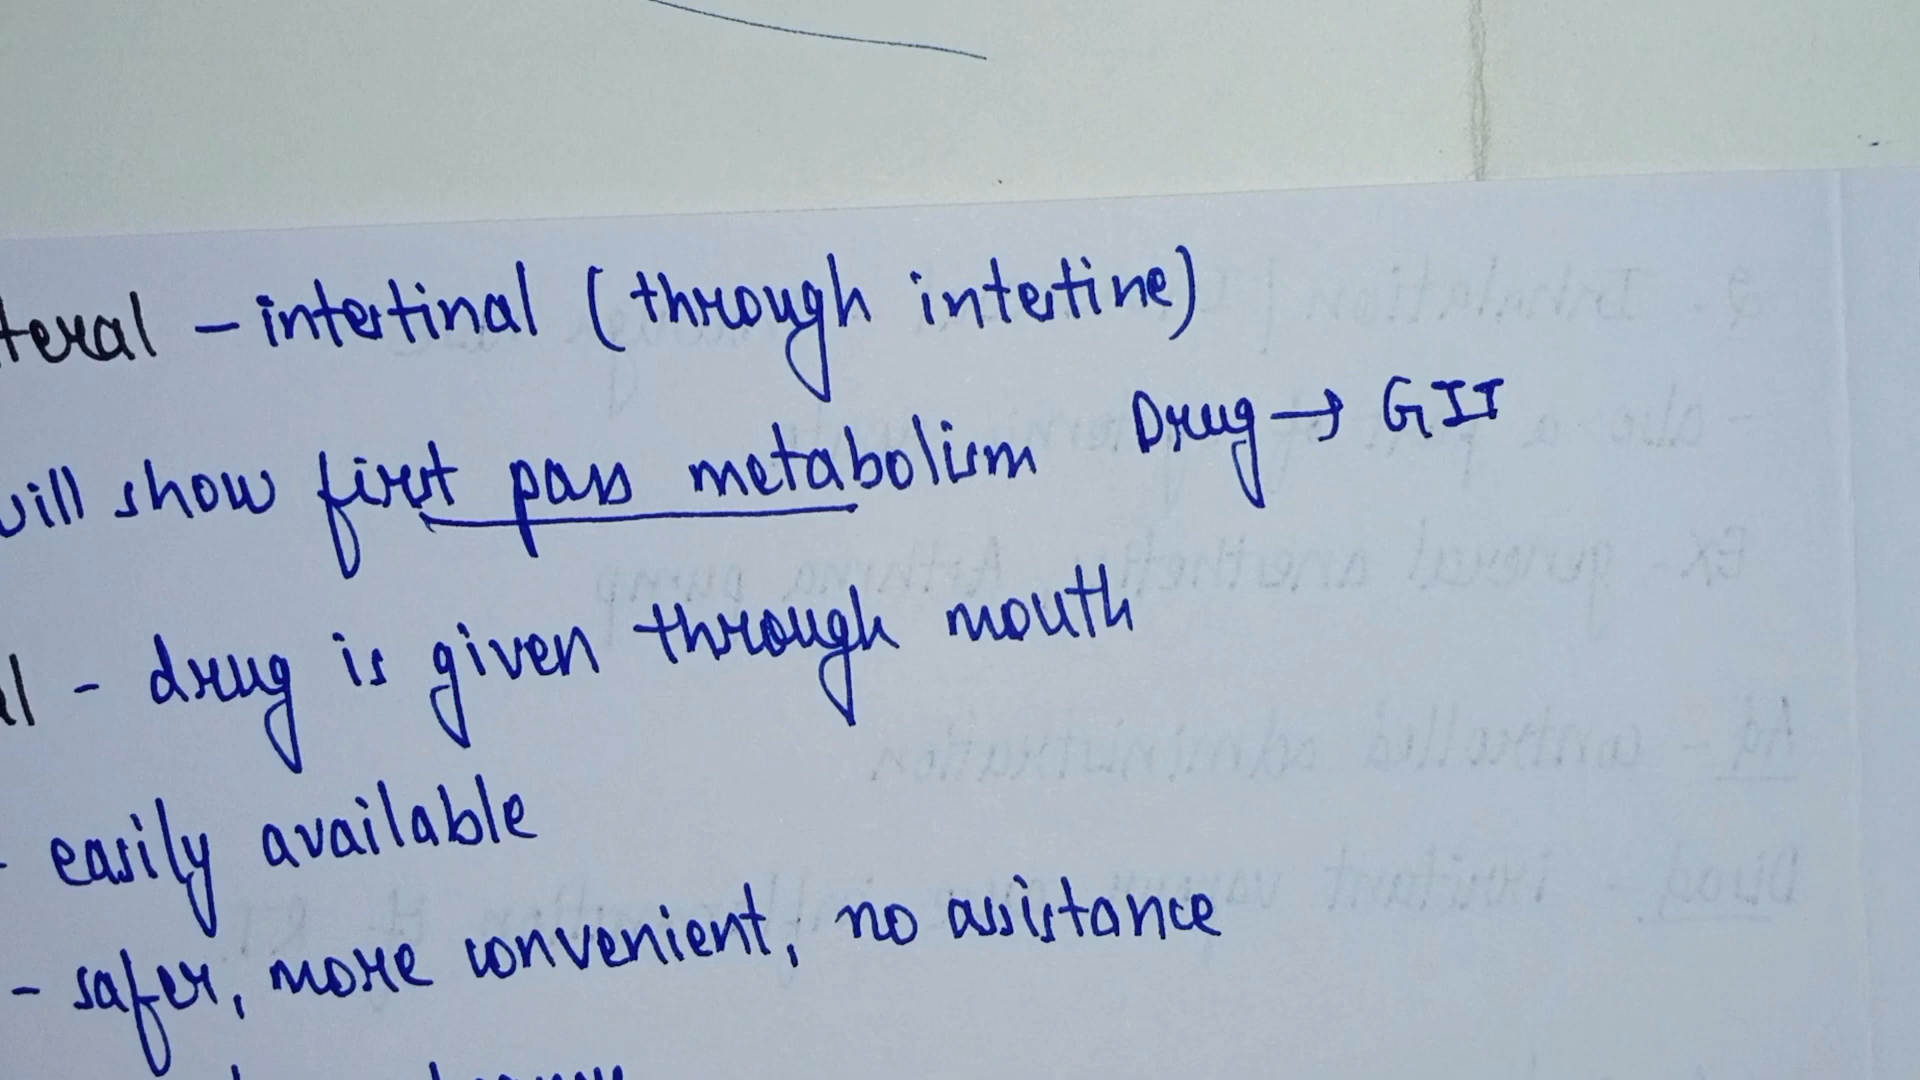 teral - intestinal (through intestine)
will show first pass metabolism Drug → GIT
l - drug is given through mouth
- easily available
- safer, more convenient, no assistance